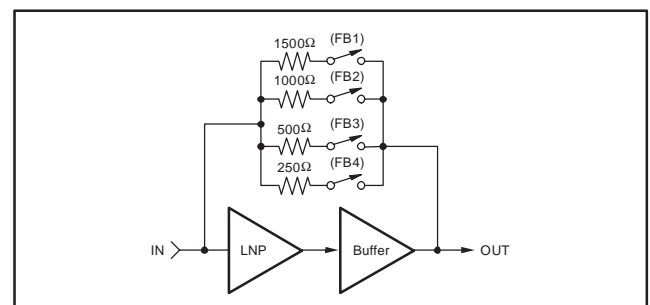 1500Ω (FB1)
1000Ω (FB2)
500Ω (FB3)
250Ω (FB4)
IN LNP Buffer OUT